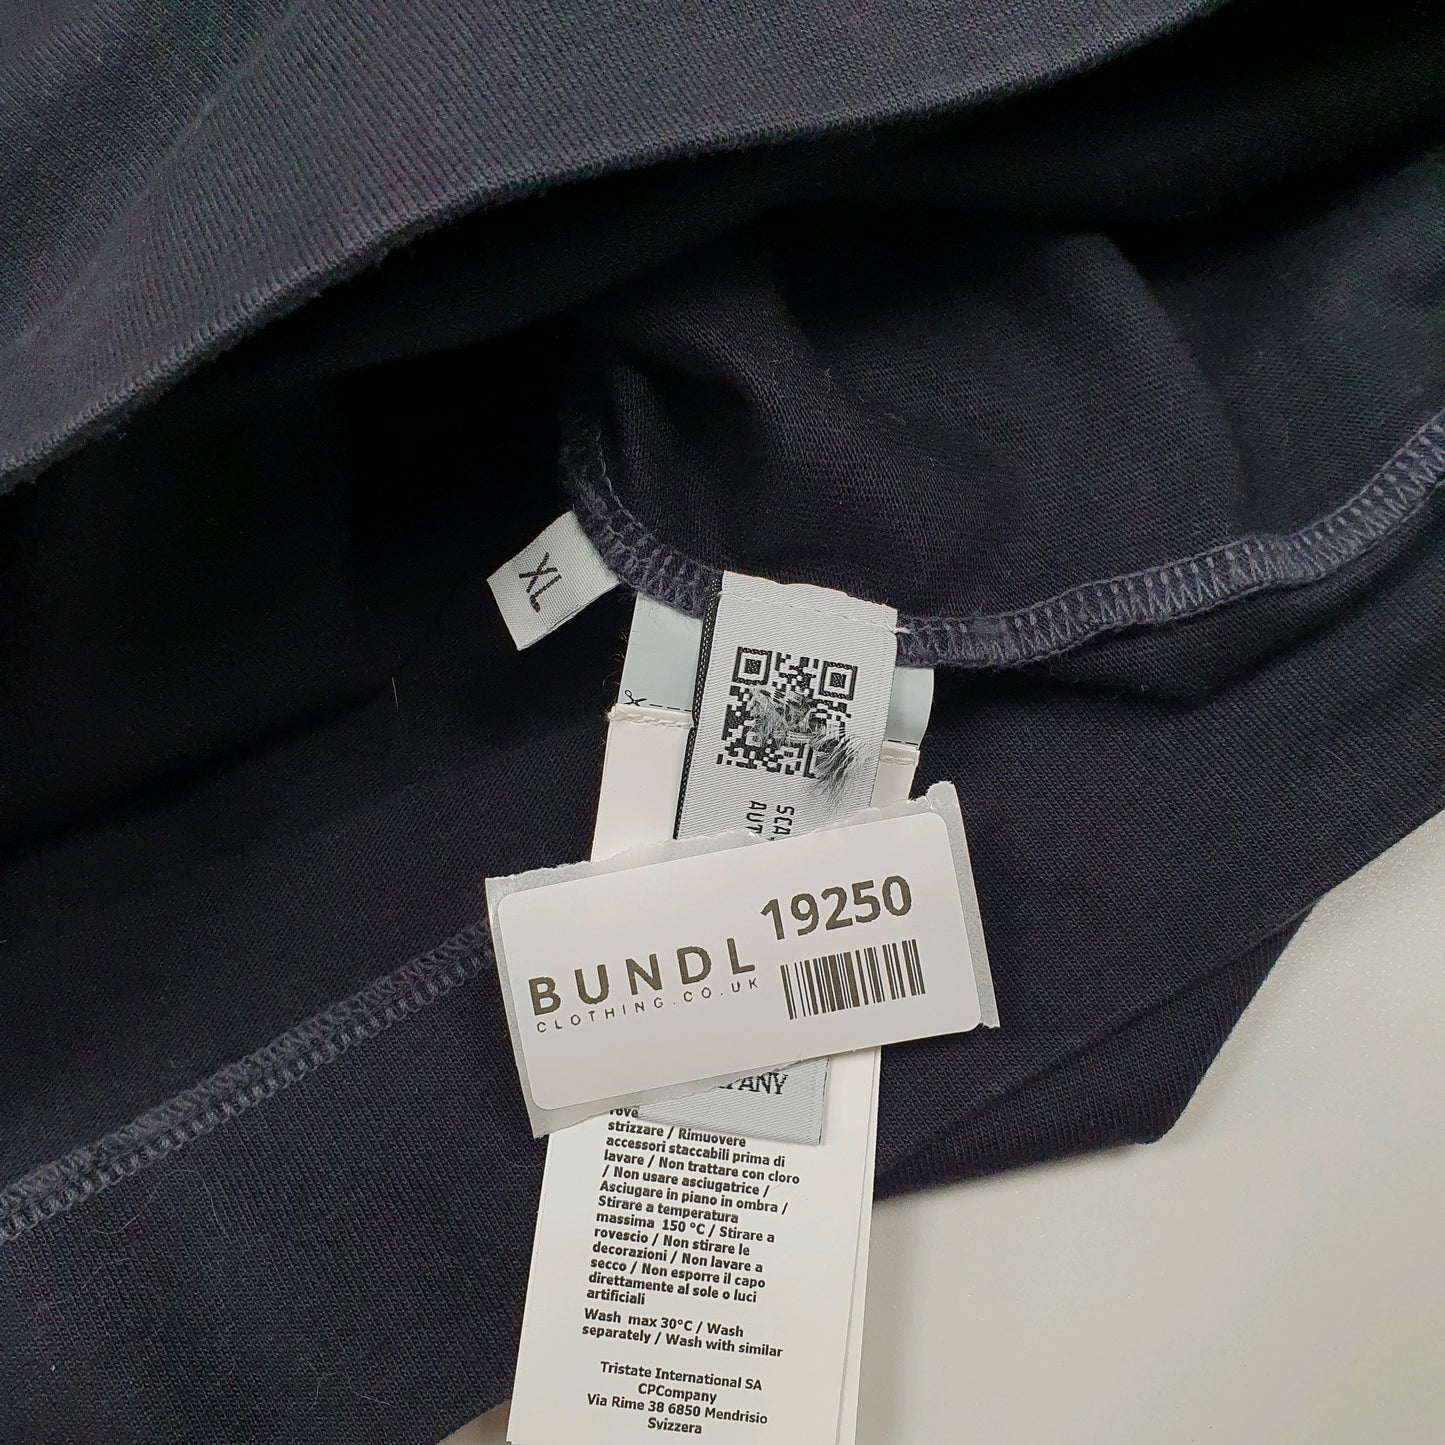 XL
SCA
AUT
19250
BUNDL
CLOTHING.CO.UK
PANY
rove
strizzare / Rimuovere
accessori staccabili prima di
lavare / Non trattare con cloro
/ Non usare asciugatrice /
Asciugare in piano in ombra /
Stirare a temperatura
massima 150 °C / Stirare a
rovescio / Non stirare le
decorazioni / Non lavare a
secco / Non esporre il capo
direttamente al sole o luci
artificiali
Wash max 30°C / Wash
separately / Wash with similar
Tristate International SA
CPCompany
Via Rime 38 6850 Mendrisio
Svizzera